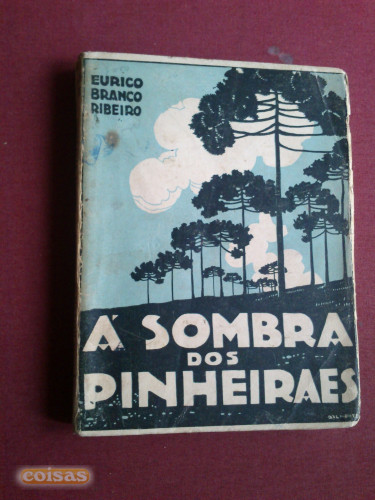 EURICO
BRANCO
RIBEIRO
Á SOMBRA
DOS
PINHEIRAES
coisas